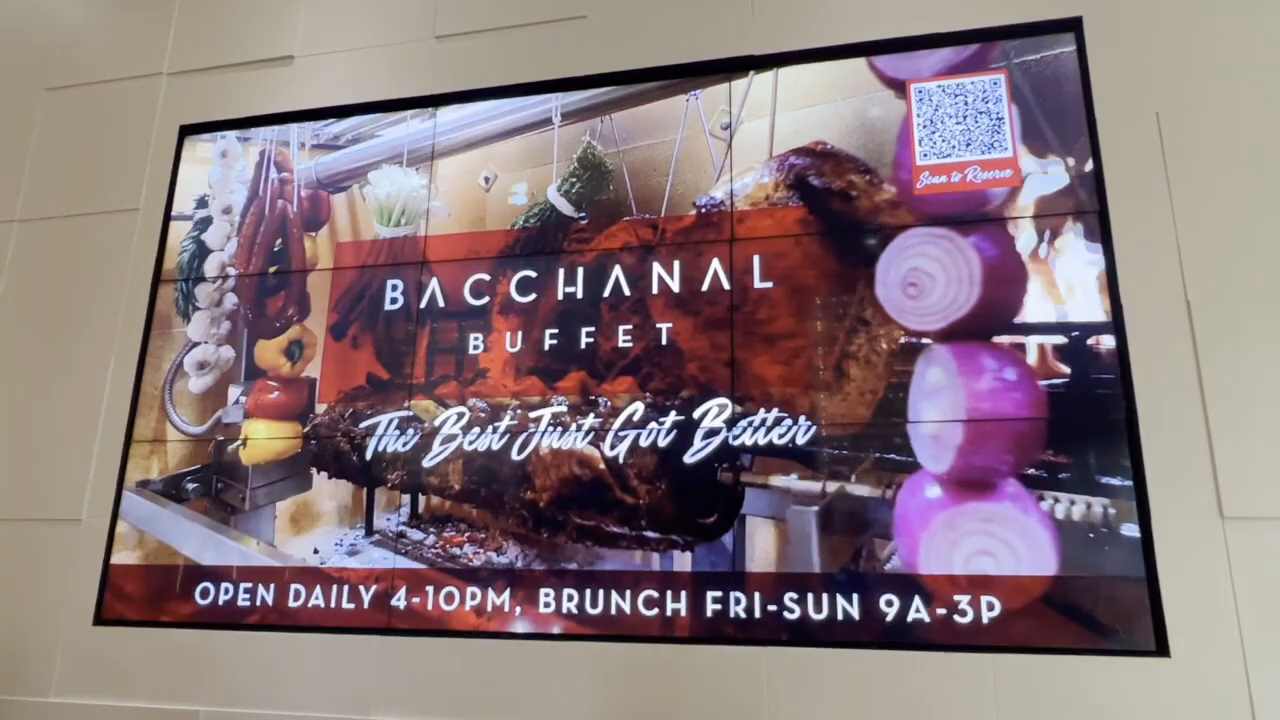 Scan to Reserve
BACCHANAL
BUFFET
The Best Just Got Better
OPEN DAILY 4-10PM, BRUNCH FRI-SUN 9A-3P